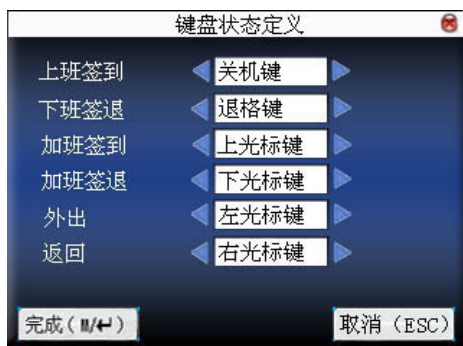 键盘状态定义
上班签到 关机键
下班签退 退格键
加班签到 上光标键
加班签退 下光标键
外出 左光标键
返回 右光标键
完成(M/↵) 取消(ESC)